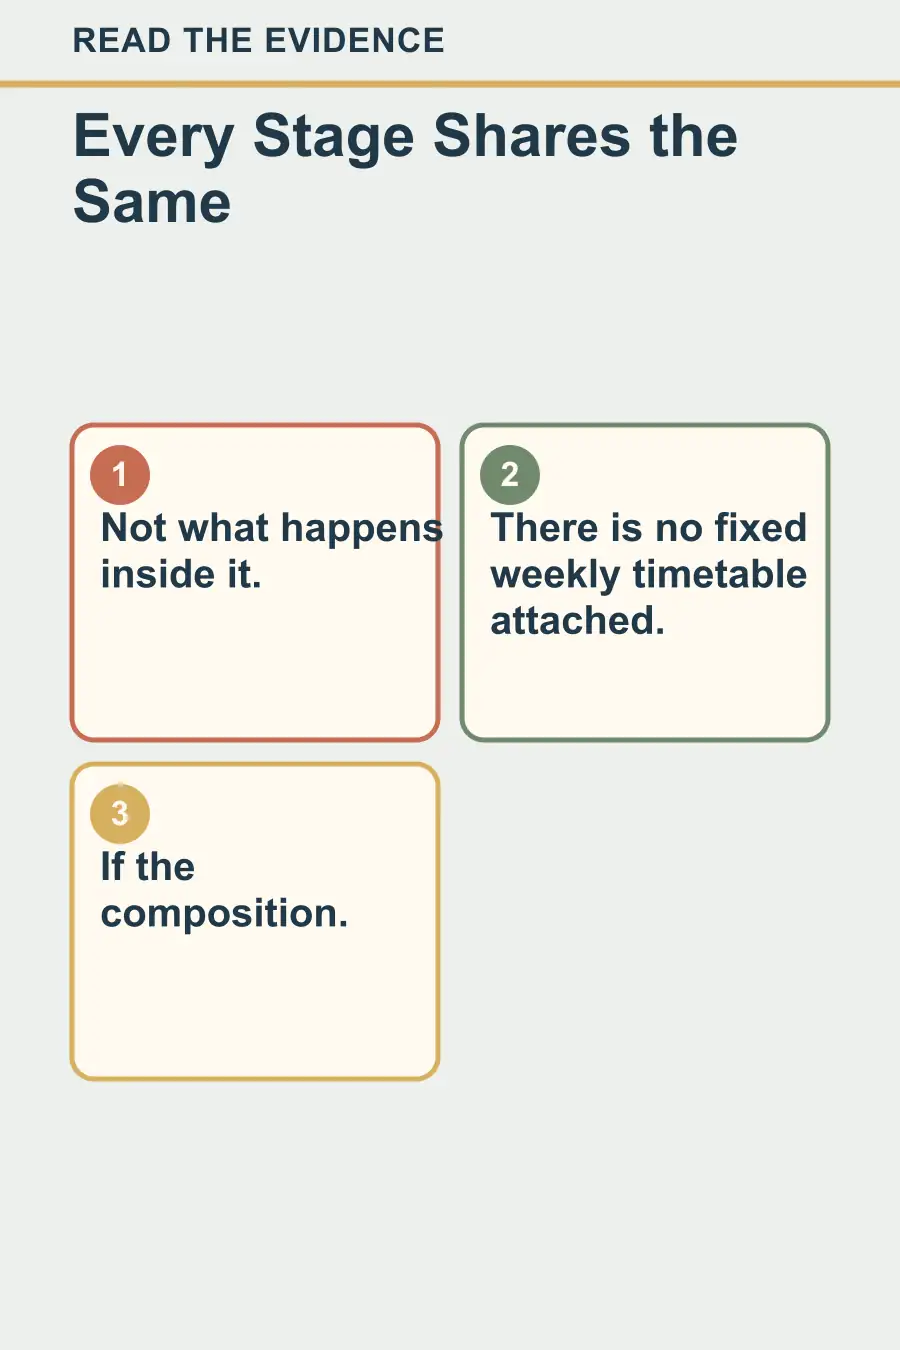 READ THE EVIDENCE
Every Stage Shares the
Same
1
Not what happens
inside it.
2
There is no fixed
weekly timetable
attached.
3
If the
composition.